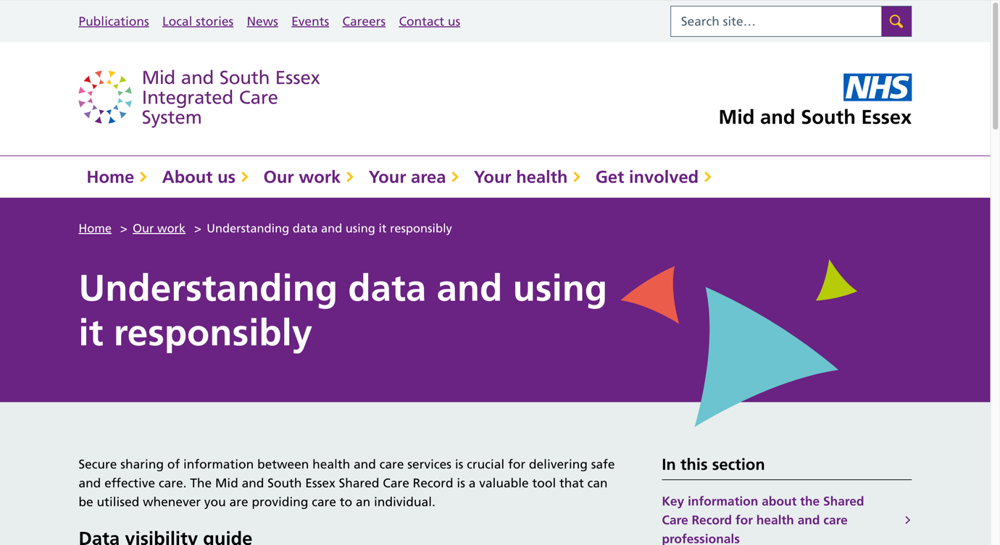 Publications Local stories News Events Careers Contact us
Search site...
Mid and South Essex
Integrated Care
System
NHS
Mid and South Essex
Home About us Our work Your area Your health Get involved
Home > Our work > Understanding data and using it responsibly
Understanding data and using
it responsibly
Secure sharing of information between health and care services is crucial for delivering safe
and effective care. The Mid and South Essex Shared Care Record is a valuable tool that can
be utilised whenever you are providing care to an individual.
Data visibility guide
In this section
Key information about the Shared
Care Record for health and care
professionals